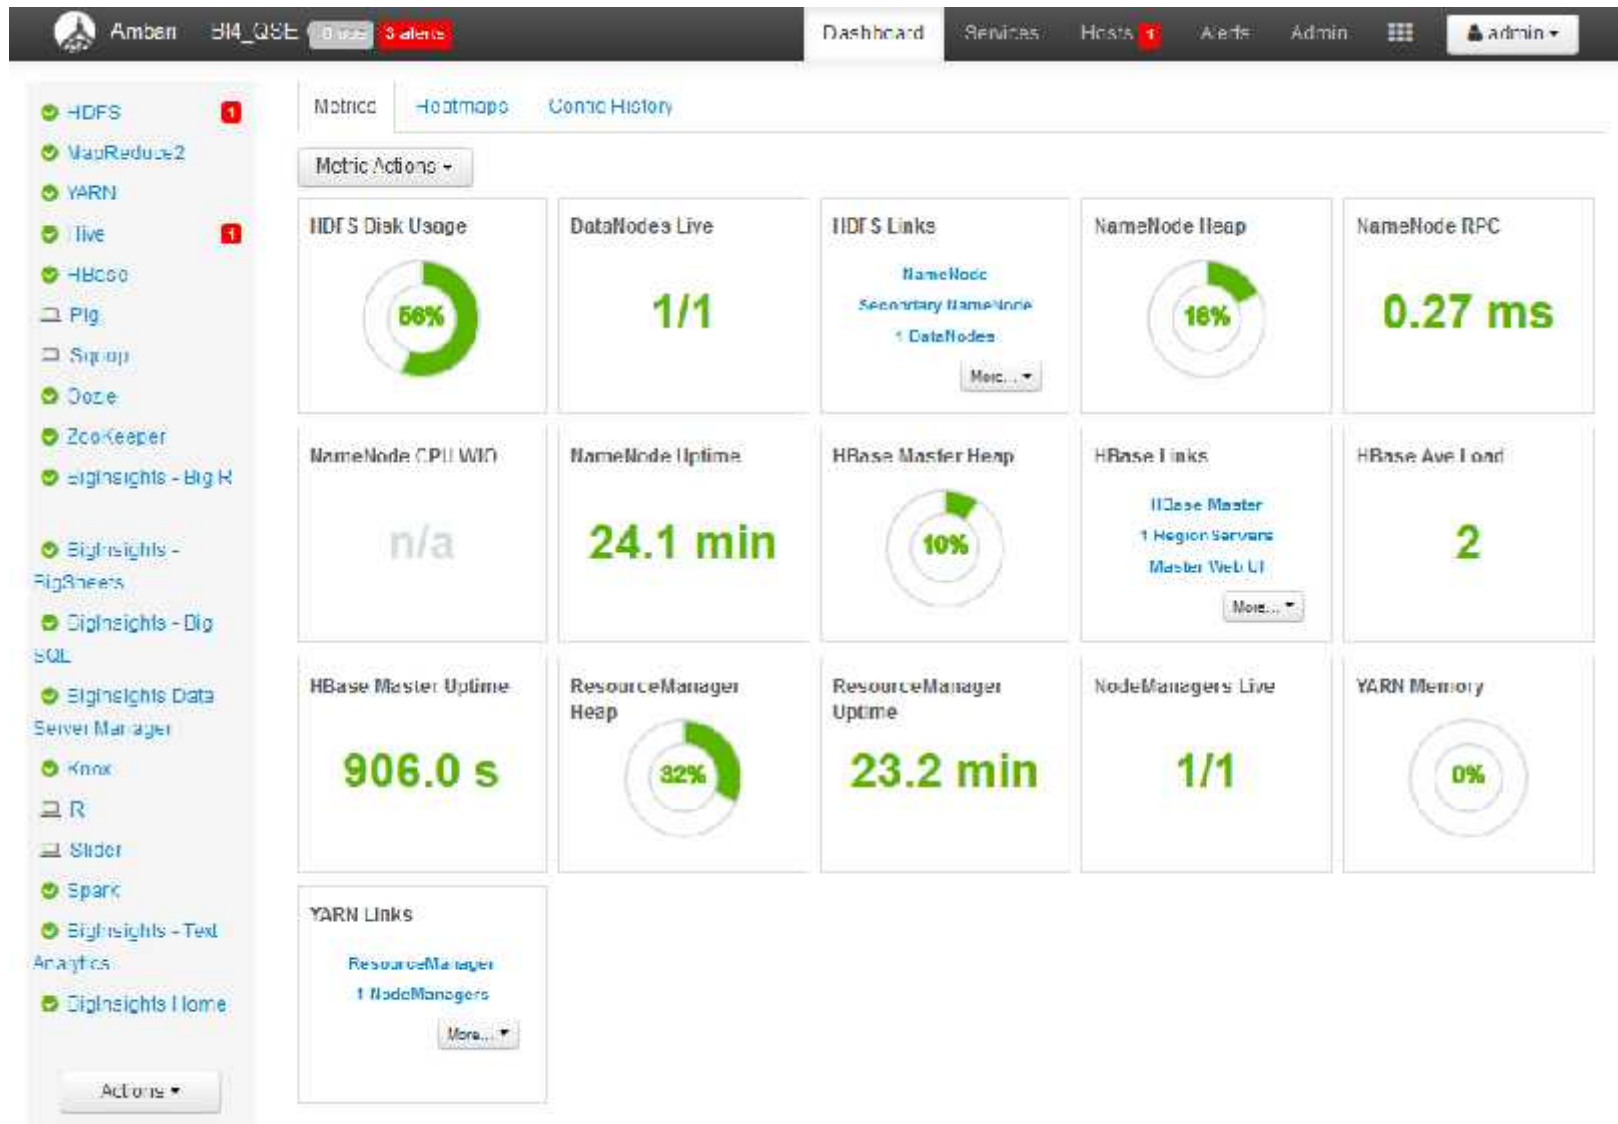 Ambari BI4_QSE 0 ops 3 alerts Dashboard Services Hosts 1 Alerts Admin admin
HDFS 1
MapReduce2
YARN
Hive 1
HBase
Pig
Sqoop
Oozie
ZooKeeper
BigInsights - Big R
BigInsights -
BigSheets
BigInsights - Big
SQL
BigInsights Data
Server Manager
Knox
R
Slider
Spark
BigInsights - Text
Analytics
BigInsights Home
Actions
Metrics Heatmaps Config History
Metric Actions
HDFS Disk Usage
56%
DataNodes Live
1/1
HDFS Links
NameNode
Secondary NameNode
1 DataNodes
More...
NameNode Heap
18%
NameNode RPC
0.27 ms
NameNode CPU WIO
n/a
NameNode Uptime
24.1 min
HBase Master Heap
10%
HBase Links
HBase Master
1 Region Servers
Master Web UI
More...
HBase Ave Load
2
HBase Master Uptime
906.0 s
ResourceManager
Heap
32%
ResourceManager
Uptime
23.2 min
NodeManagers Live
1/1
YARN Memory
0%
YARN Links
ResourceManager
1 NodeManagers
More...